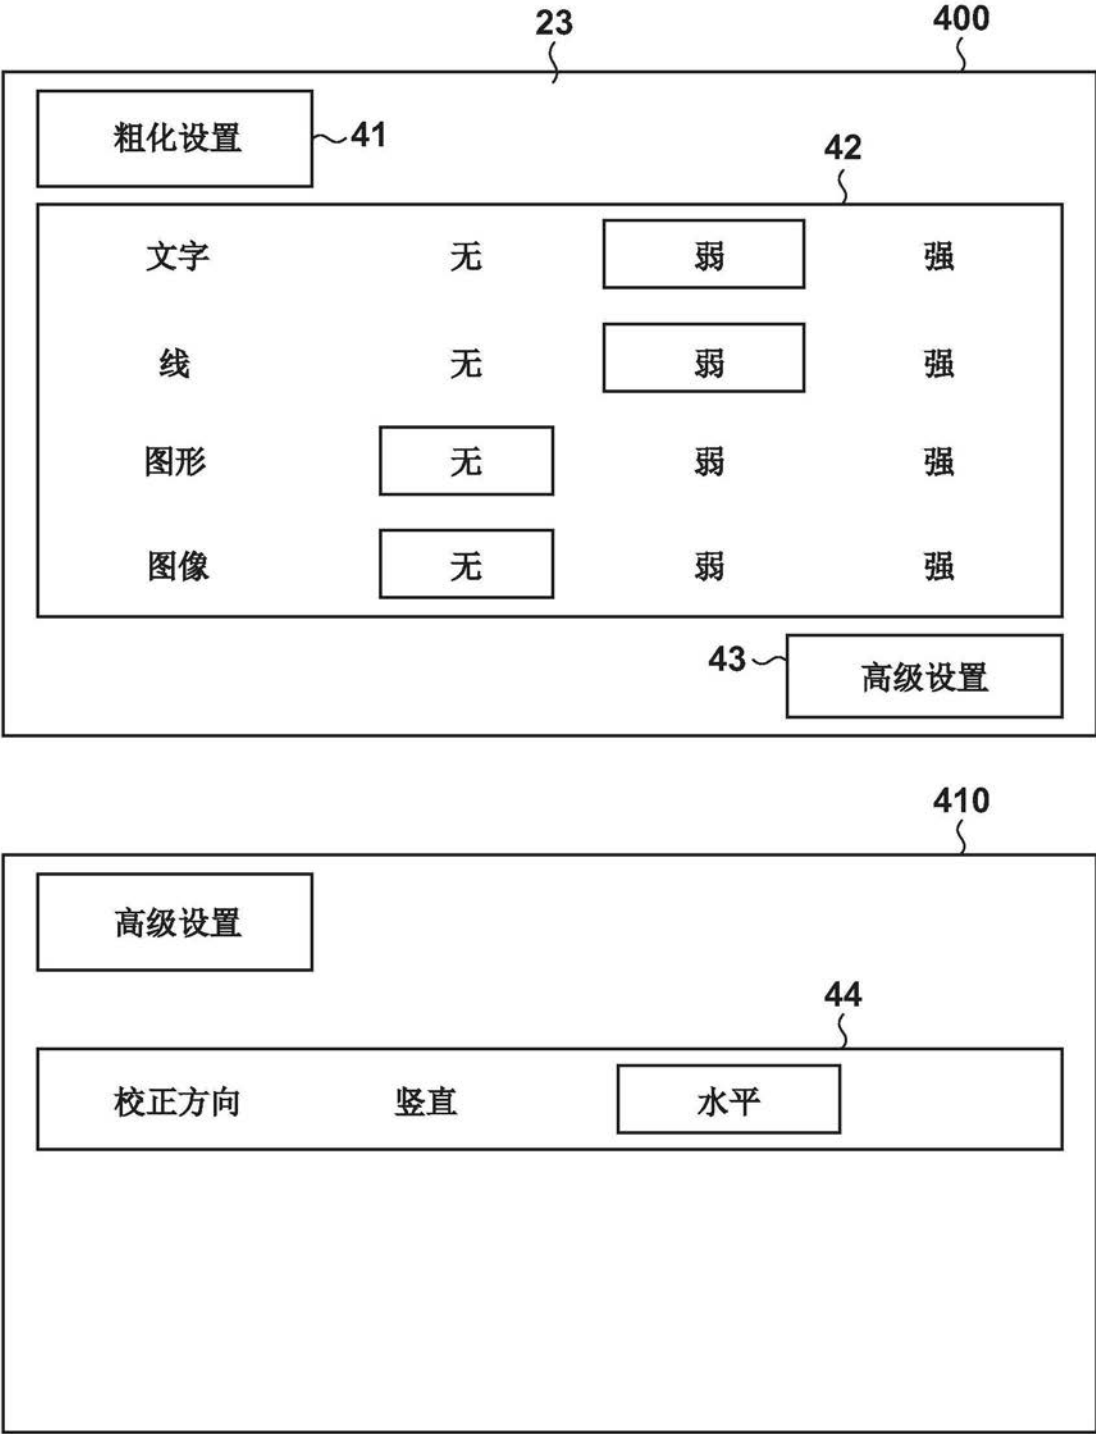 23
400
粗化设置
41
42
文字 无 弱 强
线 无 弱 强
图形 无 弱 强
图像 无 弱 强
43
高级设置
410
高级设置
44
校正方向 竖直 水平